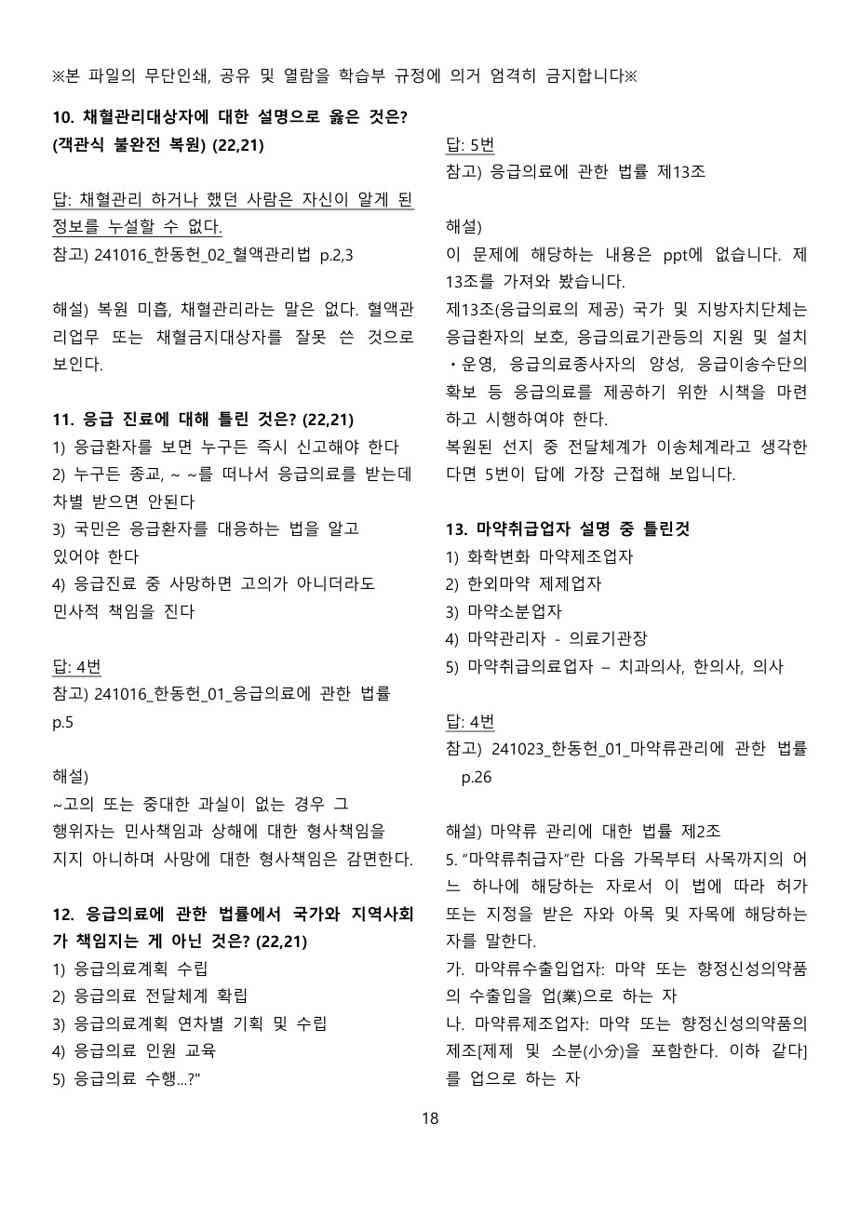 ※본 파일의 무단인쇄, 공유 및 열람을 학습부 규정에 의거 엄격히 금지합니다※
10. 채혈관리대상자에 대한 설명으로 옳은 것은?
(객관식 불완전 복원) (22,21)
답: 채혈관리 하거나 했던 사람은 자신이 알게 된
정보를 누설할 수 없다.
참고) 241016_한동헌_02_혈액관리법 p.2,3
해설) 복원 미흡, 채혈관리라는 말은 없다. 혈액관
리업무 또는 채혈금지대상자를 잘못 쓴 것으로
보인다.
11. 응급 진료에 대해 틀린 것은? (22,21)
1) 응급환자를 보면 누구든 즉시 신고해야 한다
2) 누구든 종교, ~ ~를 떠나서 응급의료를 받는데
차별 받으면 안된다
3) 국민은 응급환자를 대응하는 법을 알고
있어야 한다
4) 응급진료 중 사망하면 고의가 아니더라도
민사적 책임을 진다
답: 4번
참고) 241016_한동헌_01_응급의료에 관한 법률
p.5
해설)
~고의 또는 중대한 과실이 없는 경우 그
행위자는 민사책임과 상해에 대한 형사책임을
지지 아니하며 사망에 대한 형사책임은 감면한다.
12. 응급의료에 관한 법률에서 국가와 지역사회
가 책임지는 게 아닌 것은? (22,21)
1) 응급의료계획 수립
2) 응급의료 전달체계 확립
3) 응급의료계획 연차별 기획 및 수립
4) 응급의료 인원 교육
5) 응급의료 수행...?"
답: 5번
참고) 응급의료에 관한 법률 제13조
해설)
이 문제에 해당하는 내용은 ppt에 없습니다. 제
13조를 가져와 봤습니다.
제13조(응급의료의 제공) 국가 및 지방자치단체는
응급환자의 보호, 응급의료기관등의 지원 및 설치
・운영, 응급의료종사자의 양성, 응급이송수단의
확보 등 응급의료를 제공하기 위한 시책을 마련
하고 시행하여야 한다.
복원된 선지 중 전달체계가 이송체계라고 생각한
다면 5번이 답에 가장 근접해 보입니다.
13. 마약취급업자 설명 중 틀린것
1) 화학변화 마약제조업자
2) 한외마약 제제업자
3) 마약소분업자
4) 마약관리자 - 의료기관장
5) 마약취급의료업자 – 치과의사, 한의사, 의사
답: 4번
참고) 241023_한동헌_01_마약류관리에 관한 법률
p.26
해설) 마약류 관리에 대한 법률 제2조
5. "마약류취급자"란 다음 가목부터 사목까지의 어
느 하나에 해당하는 자로서 이 법에 따라 허가
또는 지정을 받은 자와 아목 및 자목에 해당하는
자를 말한다.
가. 마약류수출입업자: 마약 또는 향정신성의약품
의 수출입을 업(業)으로 하는 자
나. 마약류제조업자: 마약 또는 향정신성의약품의
제조[제제 및 소분(小分)을 포함한다. 이하 같다]
를 업으로 하는 자
18